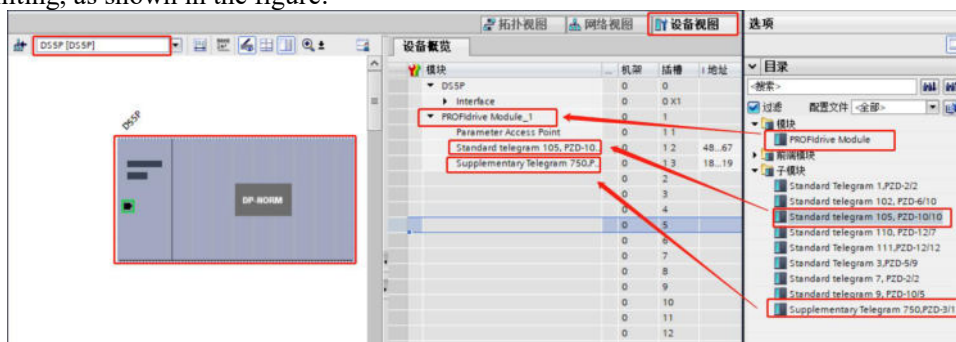 nting, as shown in the figure.
拓扑视图 网络视图 设备视图 选项
DS5P [DS5P]
设备概览
模块 ... 机架 插槽 I 地址
DS5P 0 0
Interface 0 0 X1
PROFIdrive Module_1 0 1
Parameter Access Point 0 1 1
Standard telegram 105, PZD-10.. 0 1 2 48...67
Supplementary Telegram 750,P.. 0 1 3 18...19
0 2
0 3
0 4
0 5
0 6
0 7
0 8
0 9
0 10
0 11
0 12
DS5P
DP-NORM
目录
<搜索>
过滤 配置文件 <全部>
模块
PROFIdrive Module
前端模块
子模块
Standard Telegram 1,PZD-2/2
Standard telegram 102, PZD-6/10
Standard telegram 105, PZD-10/10
Standard telegram 110, PZD-12/7
Standard Telegram 111,PZD-12/12
Standard telegram 3,PZD-5/9
Standard telegram 7, PZD-2/2
Standard telegram 9, PZD-10/5
Supplementary Telegram 750,PZD-3/1